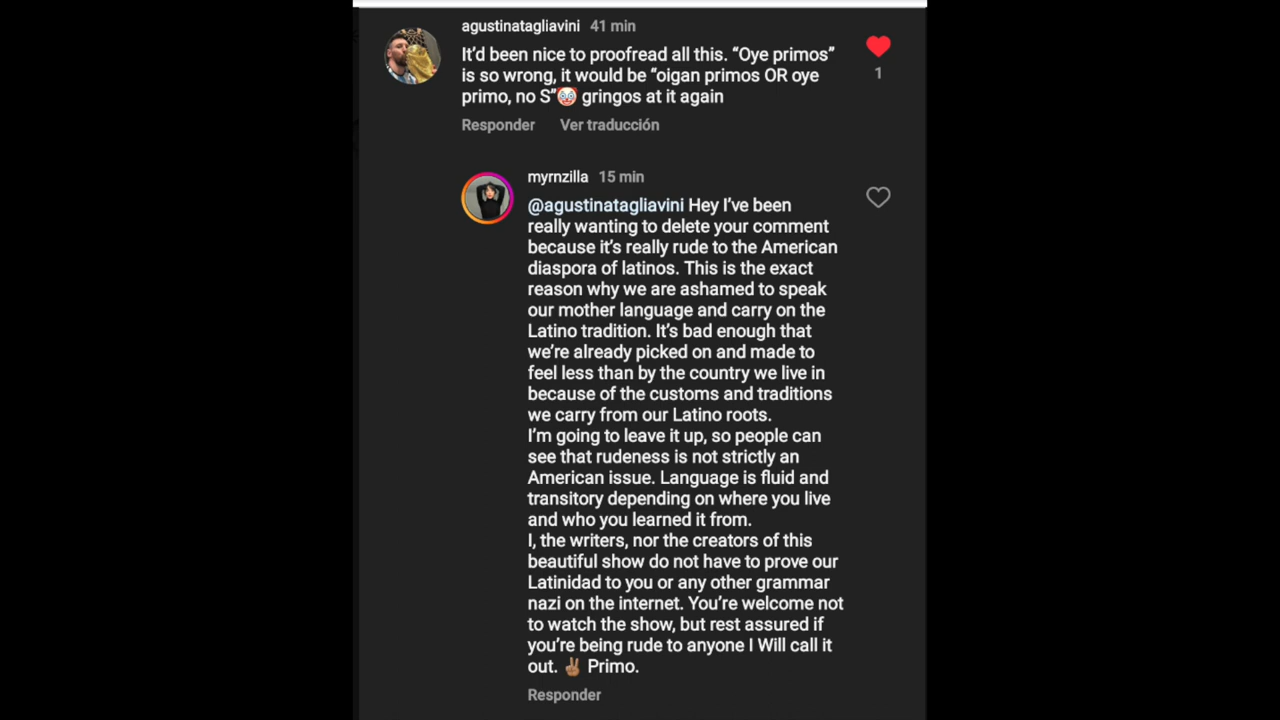 agustinatagliavini 41 min
It'd been nice to proofread all this. “Oye primos”
is so wrong, it would be “oigan primos OR oye
primo, no S”🤡 gringos at it again
1
Responder Ver traducción
myrnzilla 15 min
@agustinatagliavini Hey I've been
really wanting to delete your comment
because it's really rude to the American
diaspora of latinos. This is the exact
reason why we are ashamed to speak
our mother language and carry on the
Latino tradition. It's bad enough that
we're already picked on and made to
feel less than by the country we live in
because of the customs and traditions
we carry from our Latino roots.
I'm going to leave it up, so people can
see that rudeness is not strictly an
American issue. Language is fluid and
transitory depending on where you live
and who you learned it from.
I, the writers, nor the creators of this
beautiful show do not have to prove our
Latinidad to you or any other grammar
nazi on the internet. You're welcome not
to watch the show, but rest assured if
you're being rude to anyone I Will call it
out. ✌🏽 Primo.
Responder